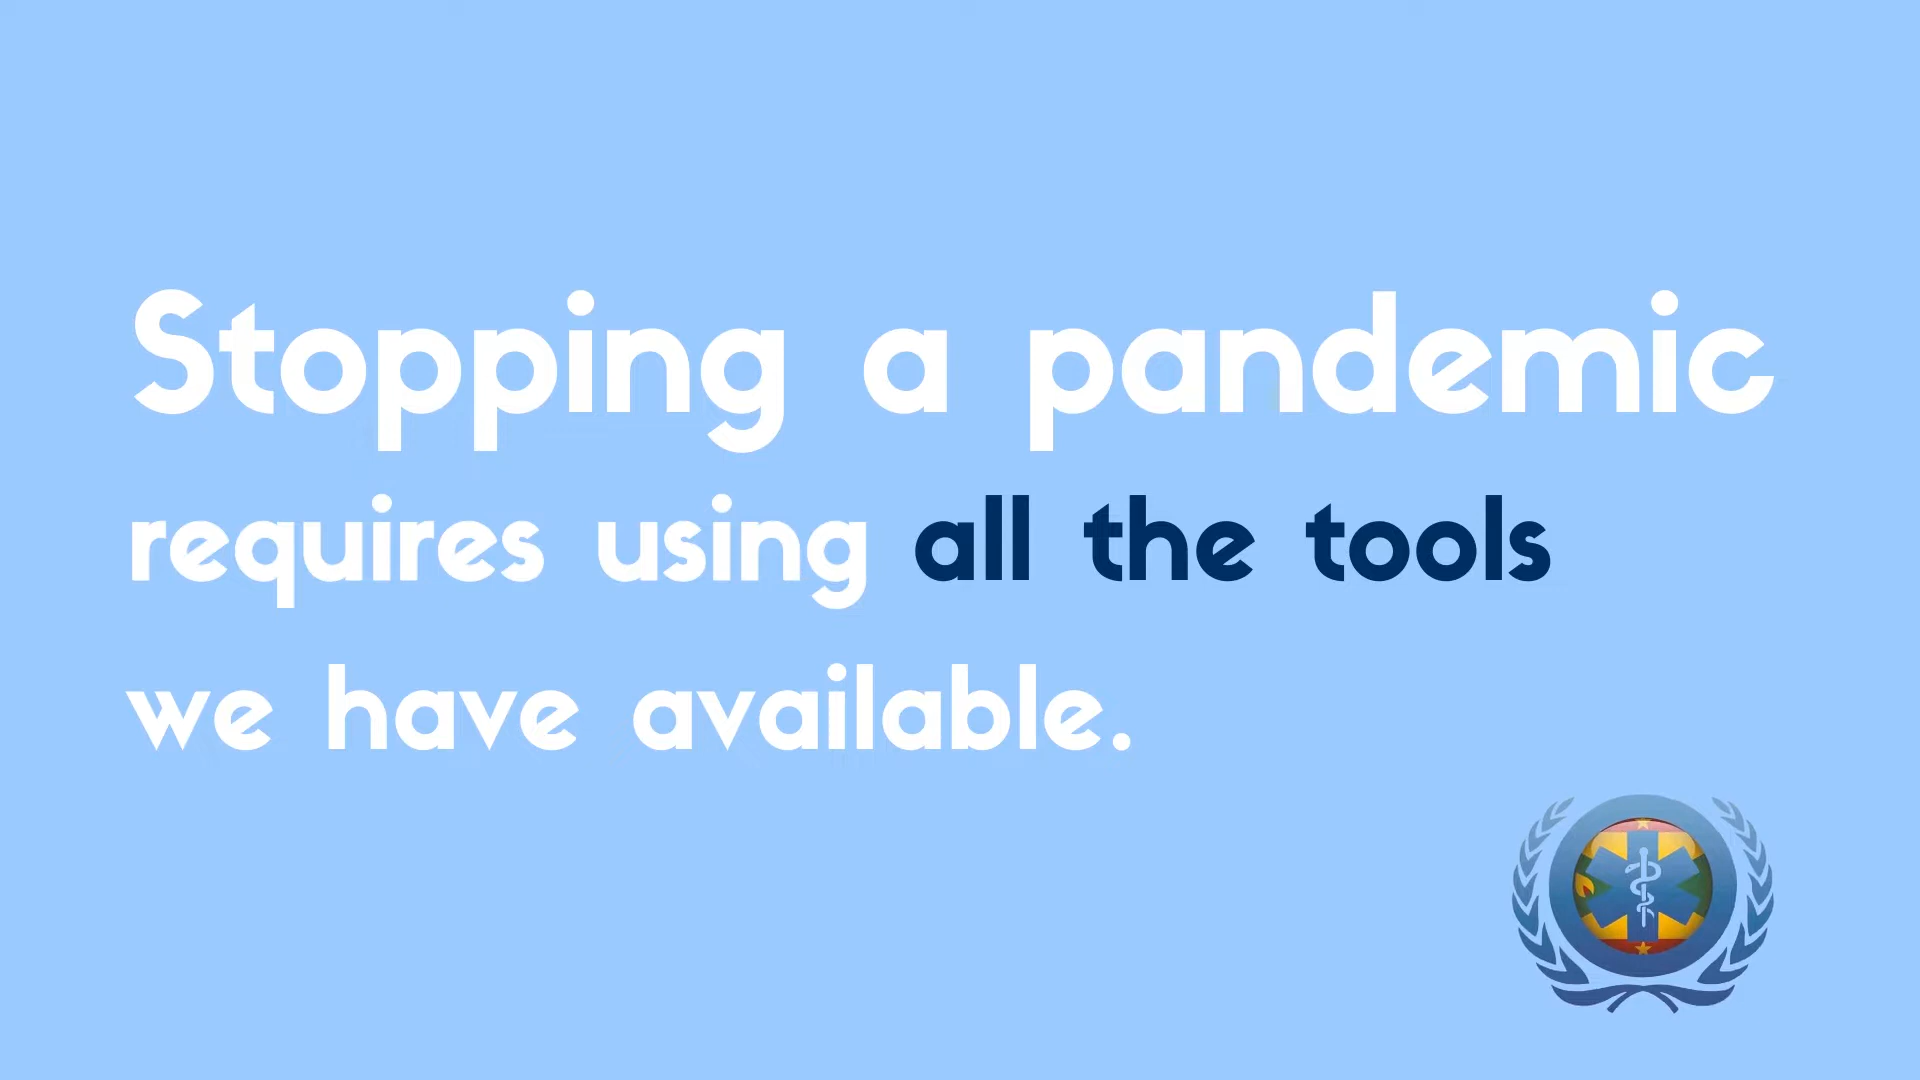 Stopping a pandemic
requires using all the tools
we have available.